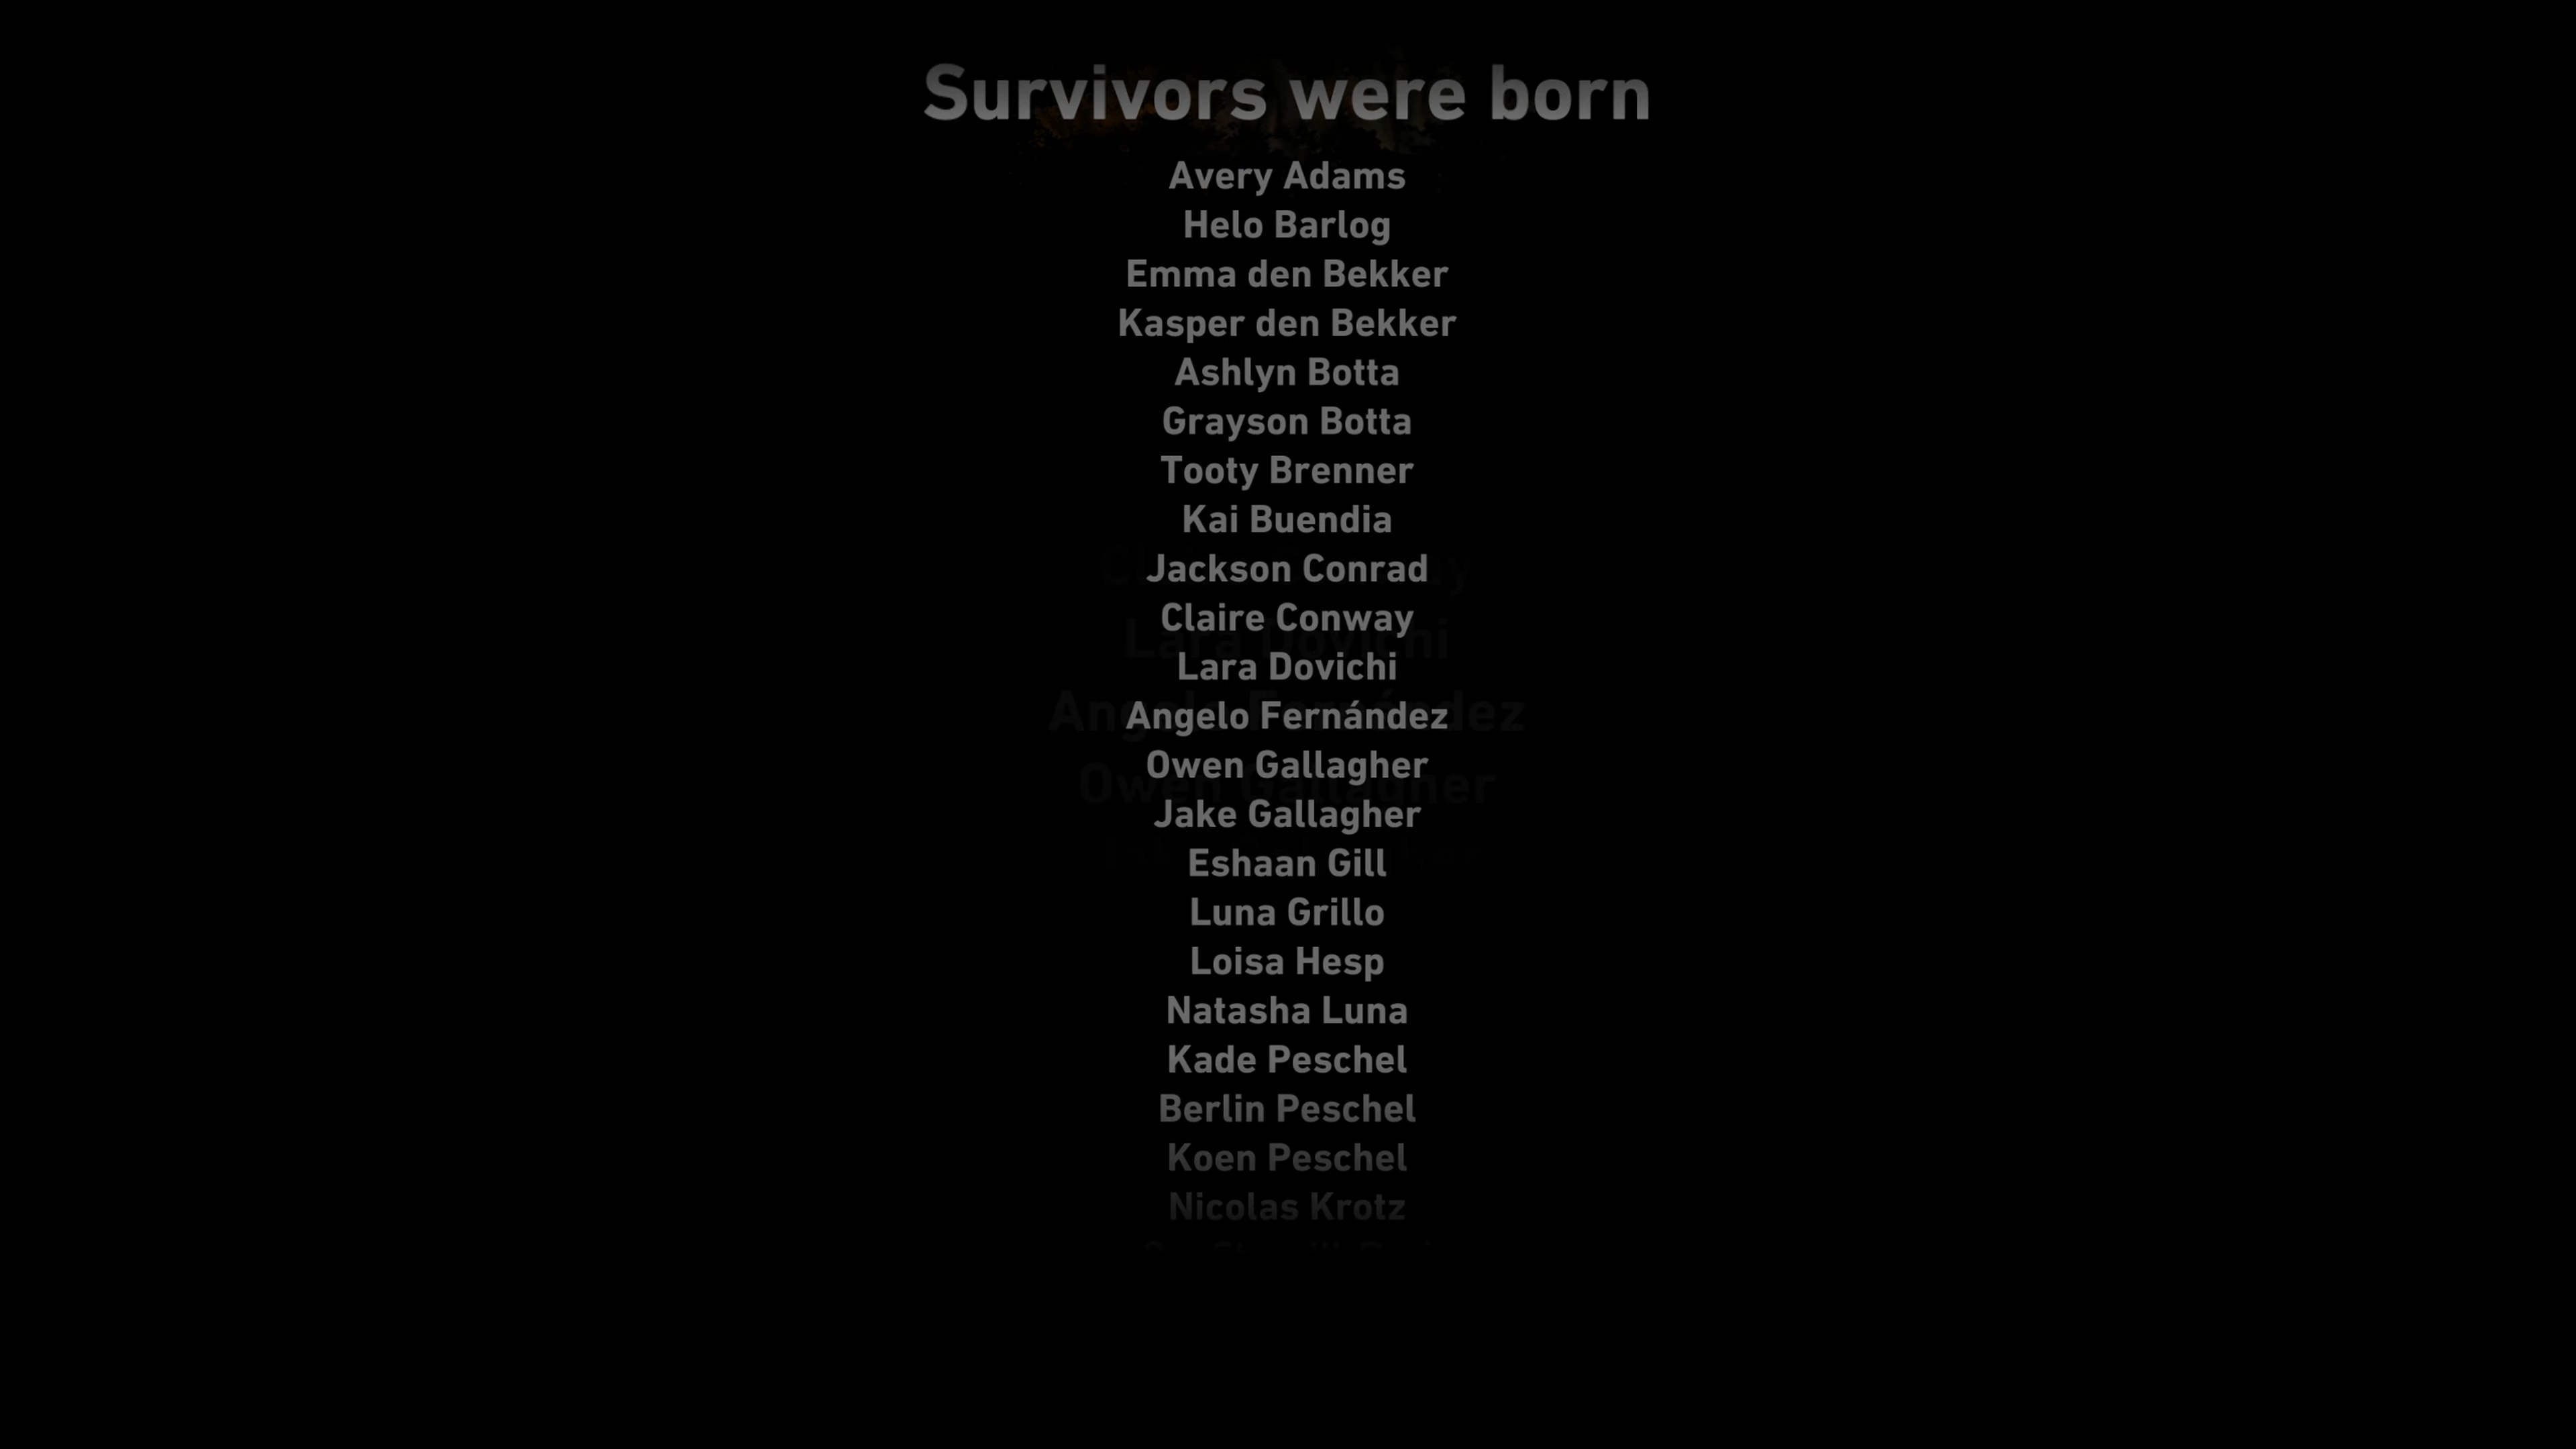 Survivors were born
Avery Adams
Helo Barlog
Emma den Bekker
Kasper den Bekker
Ashlyn Botta
Grayson Botta
Tooty Brenner
Kai Buendia
Jackson Conrad
Claire Conway
Lara Dovichi
Angelo Fernández
Owen Gallagher
Jake Gallagher
Eshaan Gill
Luna Grillo
Loisa Hesp
Natasha Luna
Kade Peschel
Berlin Peschel
Koen Peschel
Nicolas Krotz